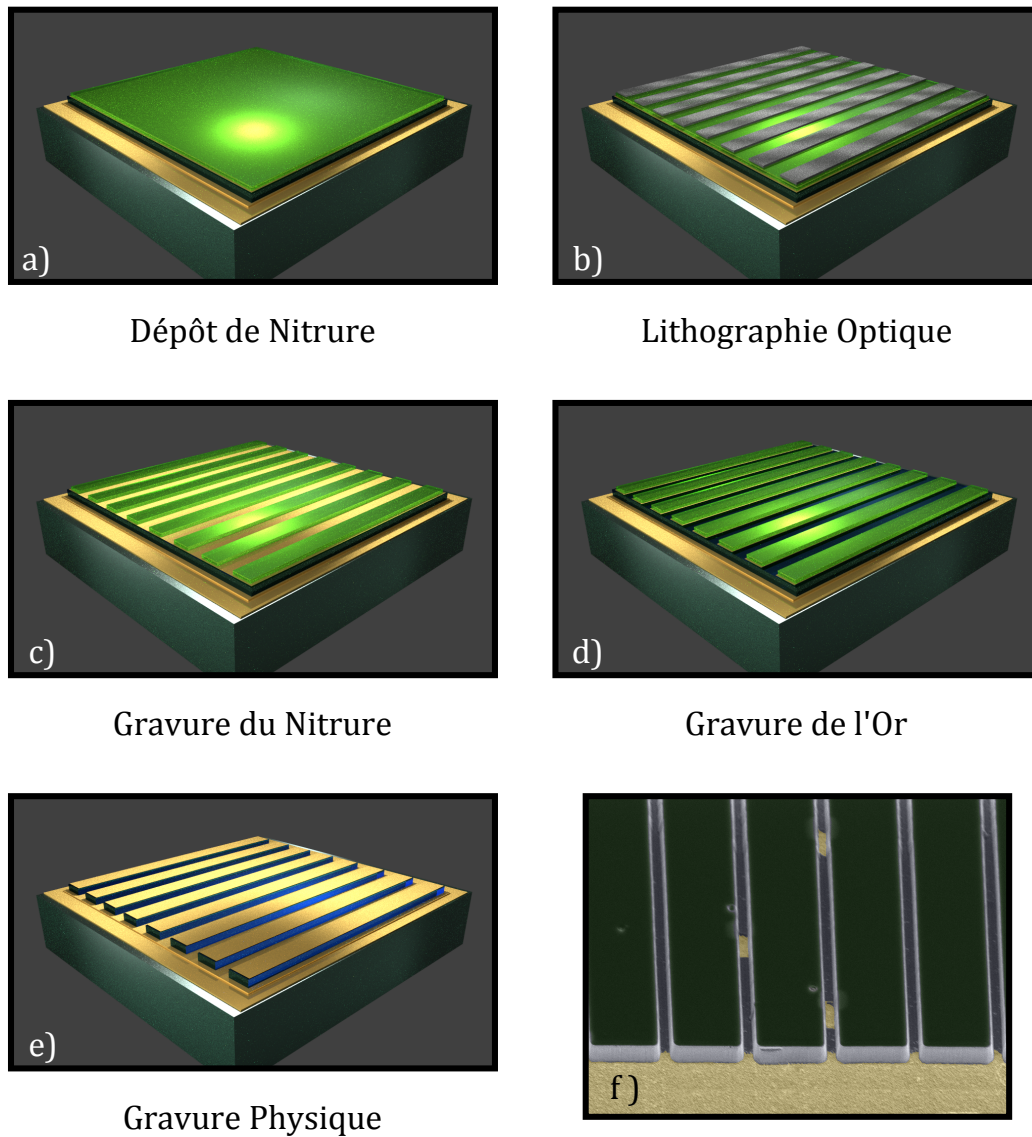 a)
b)
Dépôt de Nitrure
Lithographie Optique
c)
d)
Gravure du Nitrure
Gravure de l'Or
e)
f )
Gravure Physique